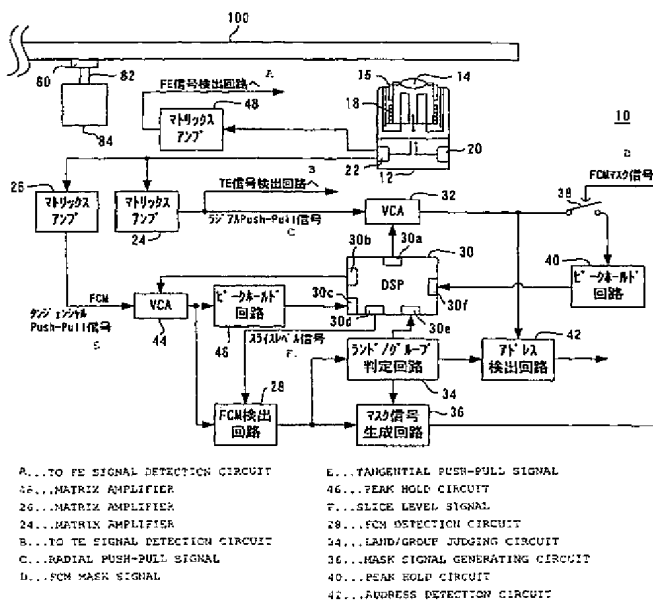 100
60
82
84
FE信号検出回路へ
A
48
マトリックス
アンプ
16
14
18
20
22
12
10
26
マトリックス
アンプ
B
マトリックス
アンプ
24
TE信号検出回路へ
ラジアルPush-Pull信号
C
32
VCA
D
FCMマスク信号
38
30b
30a
30
DSP
30c
30d
30e
30f
40
ピークホールド
回路
FCM
タンジェンシャル
Push-Pull信号
VCA
44
ピークホールド
回路
46
スライスレベル信号
F
ランド/グループ
判定回路
34
42
アドレス
検出回路
28
FCM検出
回路
36
マスク信号
生成回路
A...TO FE SIGNAL DETECTION CIRCUIT
48...MATRIX AMPLIFIER
26...MATRIX AMPLIFIER
24...MATRIX AMPLIFIER
B...TO TE SIGNAL DETECTION CIRCUIT
C...RADIAL PUSH-PULL SIGNAL
D...FCM MASK SIGNAL
E...TANGENTIAL PUSH-PULL SIGNAL
46...PEAK HOLD CIRCUIT
F...SLICE LEVEL SIGNAL
28...FCM DETECTION CIRCUIT
34...LAND/GROUP JUDGING CIRCUIT
36...MASK SIGNAL GENERATING CIRCUIT
40...PEAK HOLD CIRCUIT
42...ADDRESS DETECTION CIRCUIT